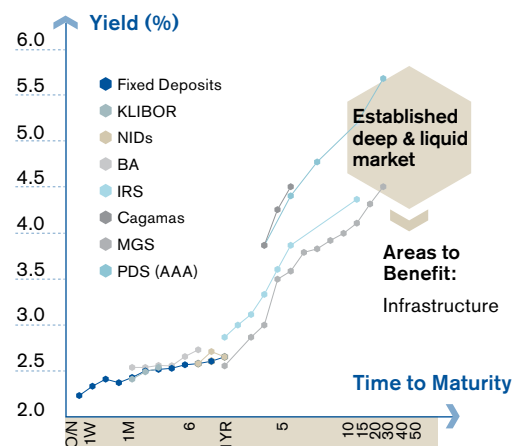 Yield (%)
6.0
5.5
5.0
4.5
4.0
3.5
3.0
2.5
2.0
Fixed Deposits
KLIBOR
NIDs
BA
IRS
Cagamas
MGS
PDS (AAA)
Established
deep & liquid
market
Areas to
Benefit:
Infrastructure
Time to Maturity
O/N
1W
1M
6
1YR
5
10
15
20
30
40
50